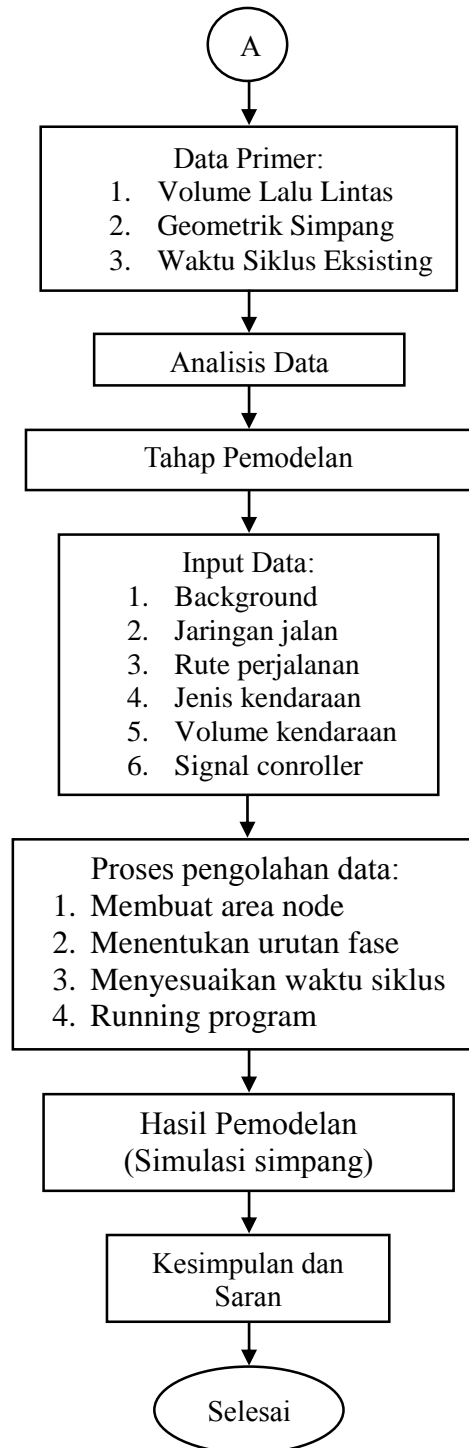 A
Data Primer:
1. Volume Lalu Lintas
2. Geometrik Simpang
3. Waktu Siklus Eksisting
Analisis Data
Tahap Pemodelan
Input Data:
1. Background
2. Jaringan jalan
3. Rute perjalanan
4. Jenis kendaraan
5. Volume kendaraan
6. Signal conroller
Proses pengolahan data:
1. Membuat area node
2. Menentukan urutan fase
3. Menyesuaikan waktu siklus
4. Running program
Hasil Pemodelan
(Simulasi simpang)
Kesimpulan dan
Saran
Selesai